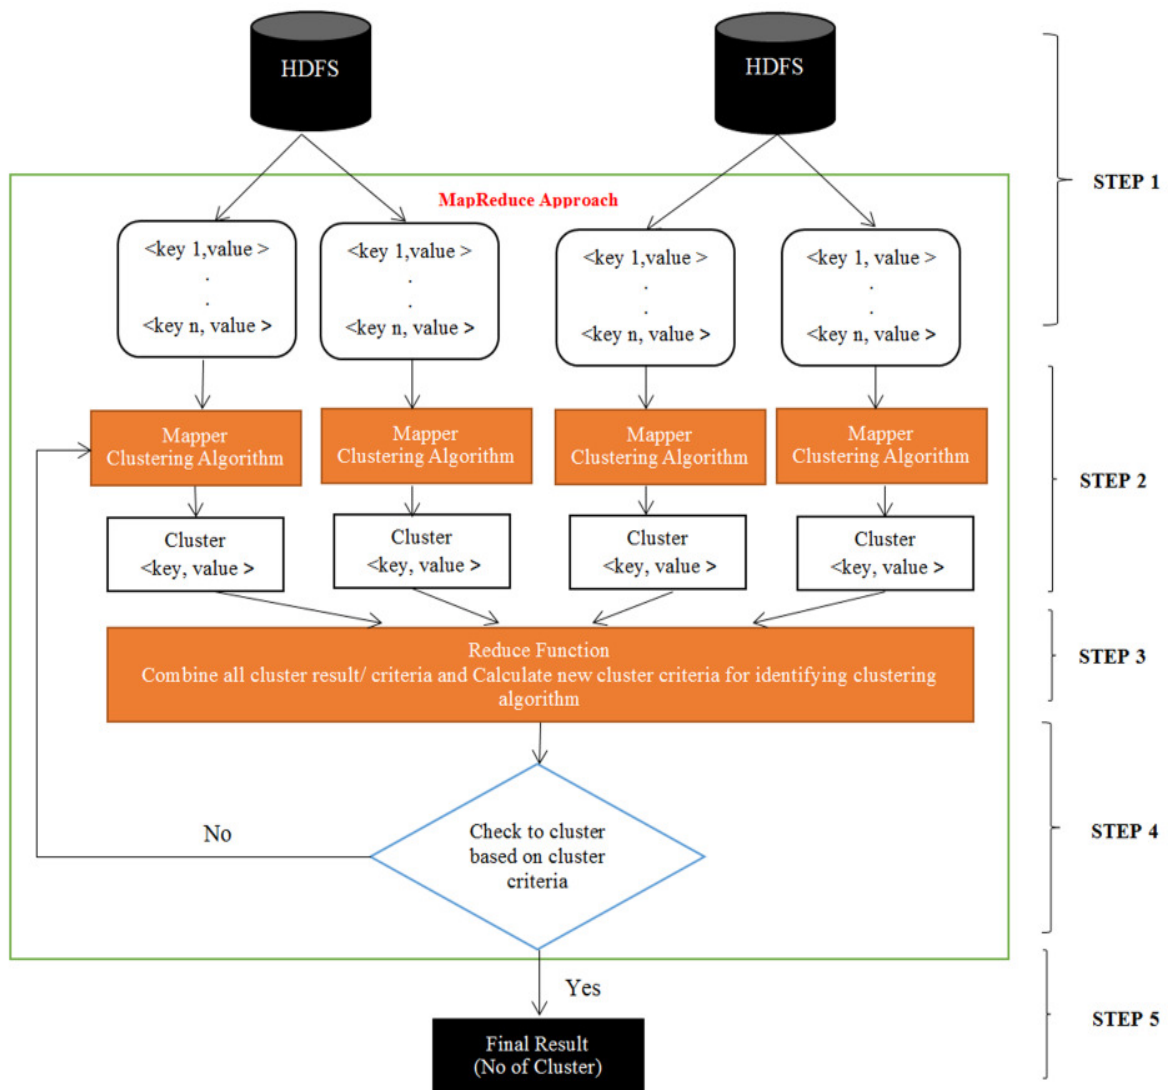 HDFS
HDFS
STEP 1
MapReduce Approach
<key 1,value >
.
.
<key n, value >
<key 1,value >
.
.
<key n, value >
<key 1,value >
.
.
<key n, value >
<key 1, value >
.
.
<key n, value >
Mapper
Clustering Algorithm
Mapper
Clustering Algorithm
Mapper
Clustering Algorithm
Mapper
Clustering Algorithm
STEP 2
Cluster
<key, value >
Cluster
<key, value >
Cluster
<key, value >
Cluster
<key, value >
Reduce Function
Combine all cluster result/ criteria and Calculate new cluster criteria for identifying clustering
algorithm
STEP 3
No
Check to cluster
based on cluster
criteria
STEP 4
Yes
Final Result
(No of Cluster)
STEP 5